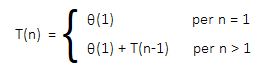 T(n) = { θ(1) per n = 1
θ(1) + T(n-1) per n > 1